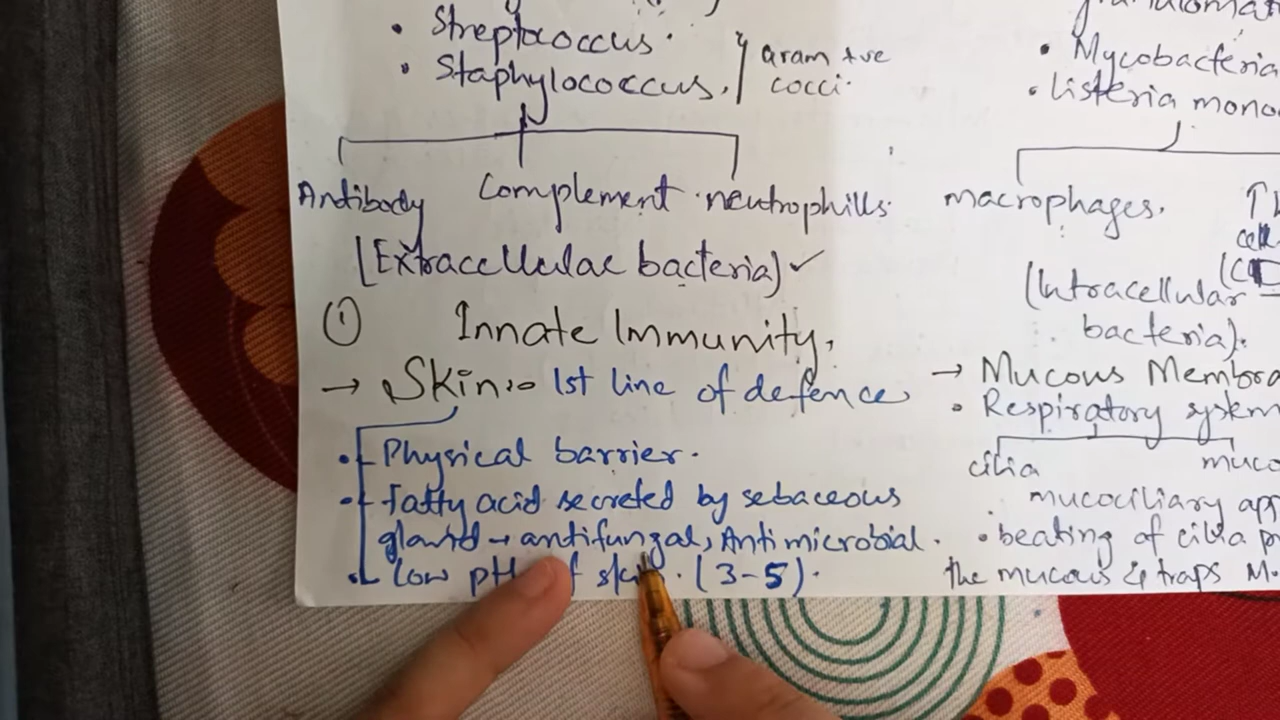 • Streptococcus.
• Staphylococcus.
gram +ve
cocci.
Antibody Complement neutrophills.
[Extracellular bacteria] ✓
① Innate Immunity.
→ Skin:- 1st line of defence
• Physical barrier.
• fatty acid secreted by sebaceous
gland → antifungal, Antimicrobial.
• Low pH of skin. (3-5).
• Mycobacteria
• Listeria mono
macrophages.
(Intracellular
bacteria).
→ Mucous Membra
• Respiratory system
cilia muco
mucociliary app
• beating of cilia p
the mucous & traps M.